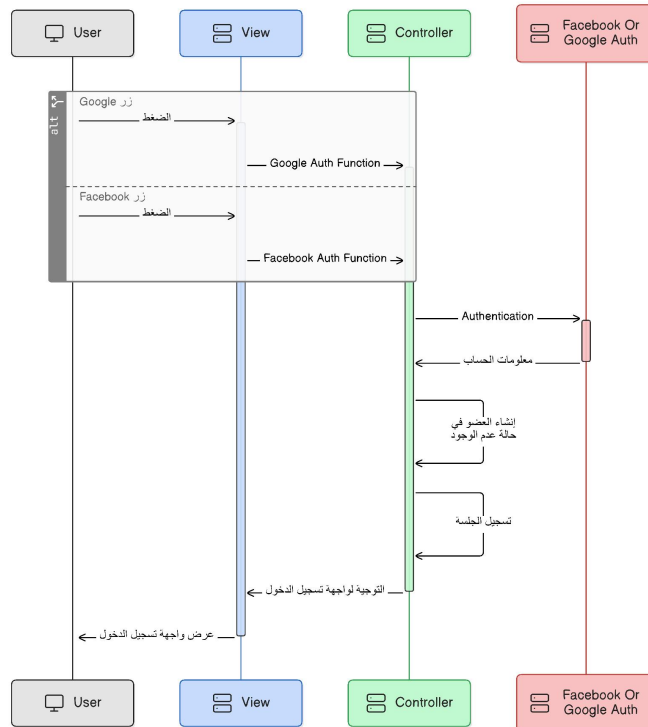 User
View
Controller
Facebook Or
Google Auth
alt
زر Google
الضغط
Google Auth Function
زر Facebook
الضغط
Facebook Auth Function
Authentication
معلومات الحساب
إنشاء العضو في
حالة عدم الوجود
تسجيل الجلسة
التوجية لواجهة تسجيل الدخول
عرض واجهة تسجيل الدخول
User
View
Controller
Facebook Or
Google Auth